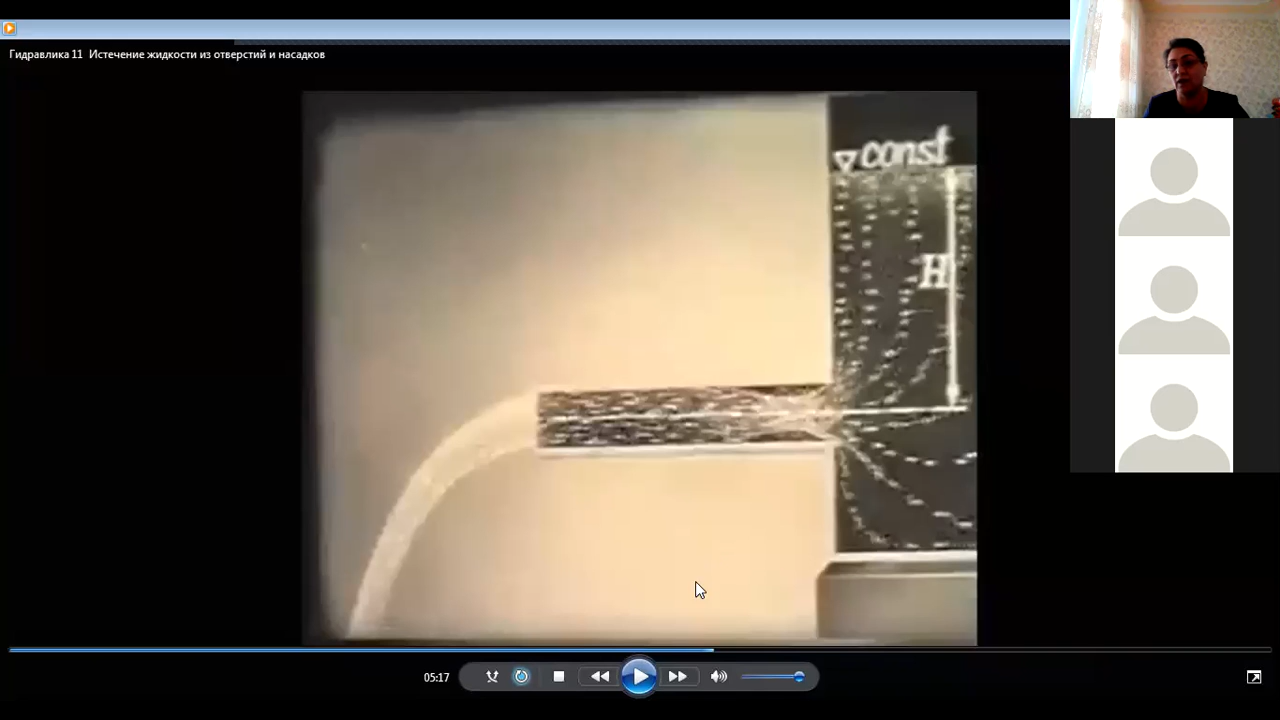 Гидравлика 11 Истечение жидкости из отверстий и насадков
const
H
05:17